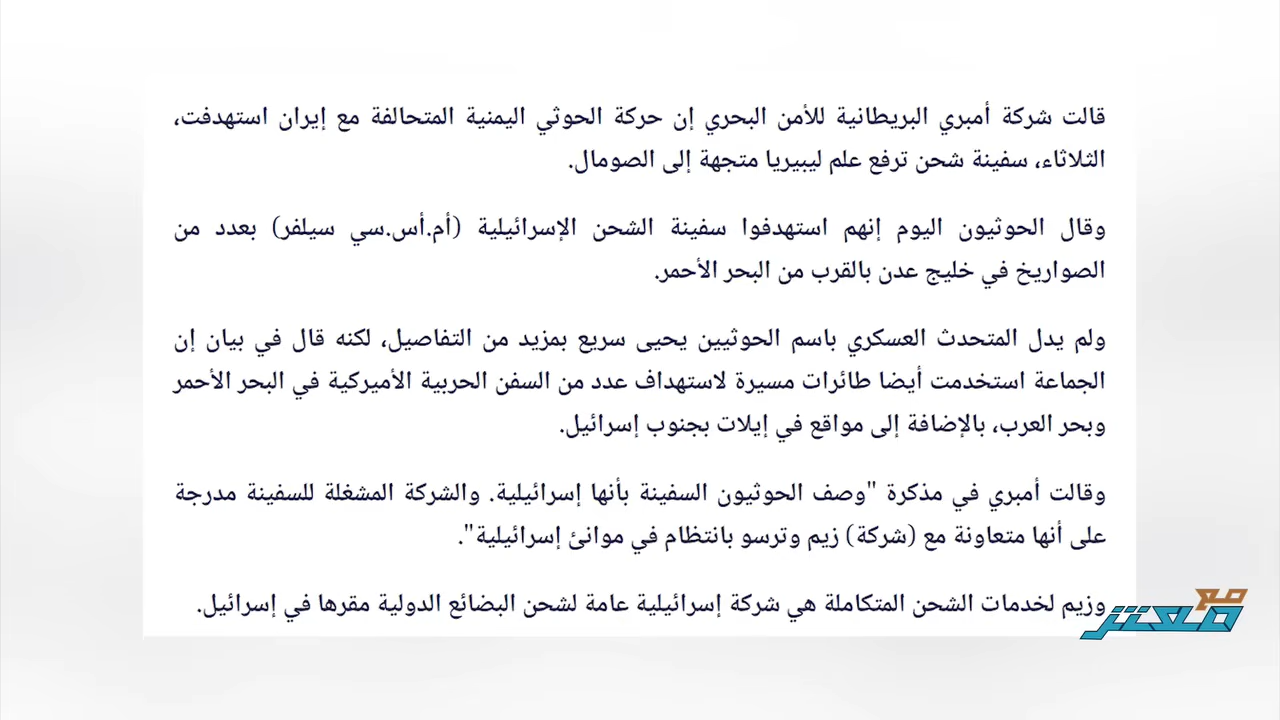 قالت شركة أمبري البريطانية للأمن البحري إن حركة الحوثي اليمنية المتحالفة مع إيران استهدفت،
الثلاثاء، سفينة شحن ترفع علم ليبيريا متجهة إلى الصومال.
وقال الحوثيون اليوم إنهم استهدفوا سفينة الشحن الإسرائيلية (أم.أس.سي سيلفر) بعدد من
الصواريخ في خليج عدن بالقرب من البحر الأحمر.
ولم يدل المتحدث العسكري باسم الحوثيين يحيى سريع بمزيد من التفاصيل، لكنه قال في بيان إن
الجماعة استخدمت أيضا طائرات مسيرة لاستهداف عدد من السفن الحربية الأميركية في البحر الأحمر
وبحر العرب، بالإضافة إلى مواقع في إيلات بجنوب إسرائيل.
وقالت أمبري في مذكرة "وصف الحوثيون السفينة بأنها إسرائيلية. والشركة المشغلة للسفينة مدرجة
على أنها متعاونة مع (شركة) زيم وترسو بانتظام في موانئ إسرائيلية".
وزيم لخدمات الشحن المتكاملة هي شركة إسرائيلية عامة لشحن البضائع الدولية مقرها في إسرائيل.
مع
معتز